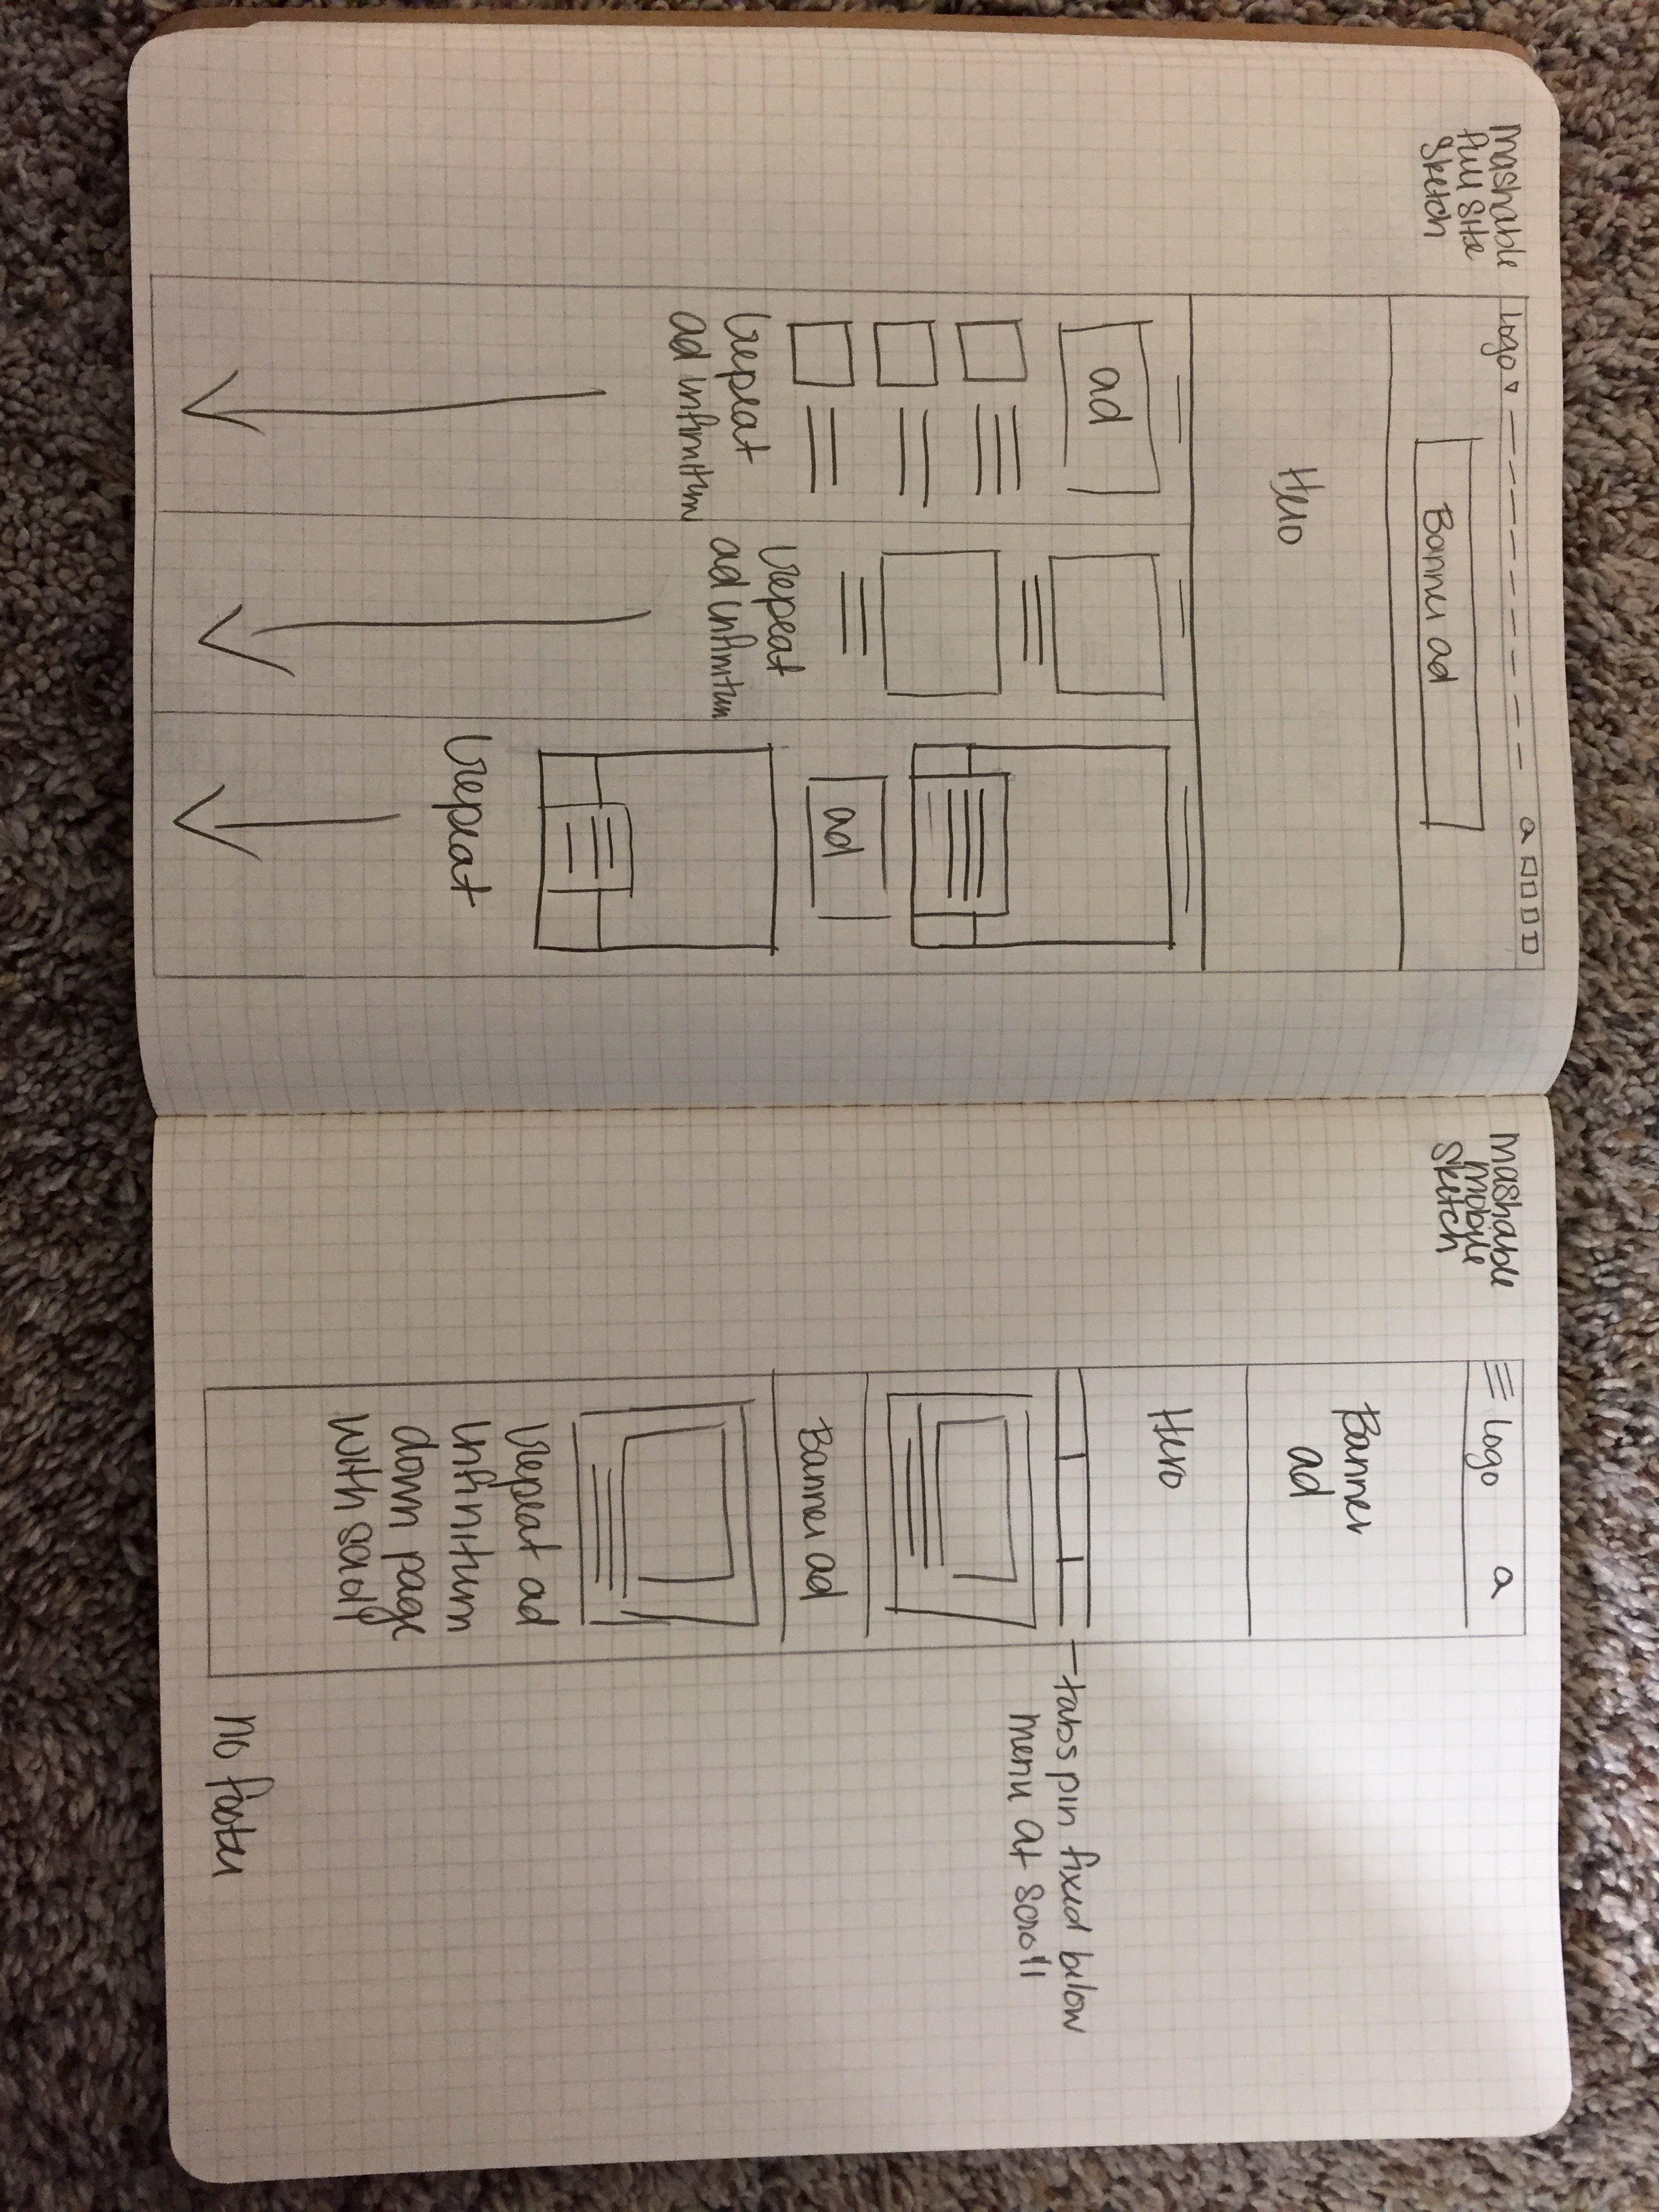 Mashable
full site
sketch
Logo
Q
Banner ad
Hero
ad
repeat
ad infinitum
repeat
ad infinitum
ad
repeat
Mashable
mobile
sketch
Logo
Q
Banner
ad
Hero
tabs pin fixed below
menu at scroll
Banner ad
repeat ad
infinitum
down page
with scroll
no footer